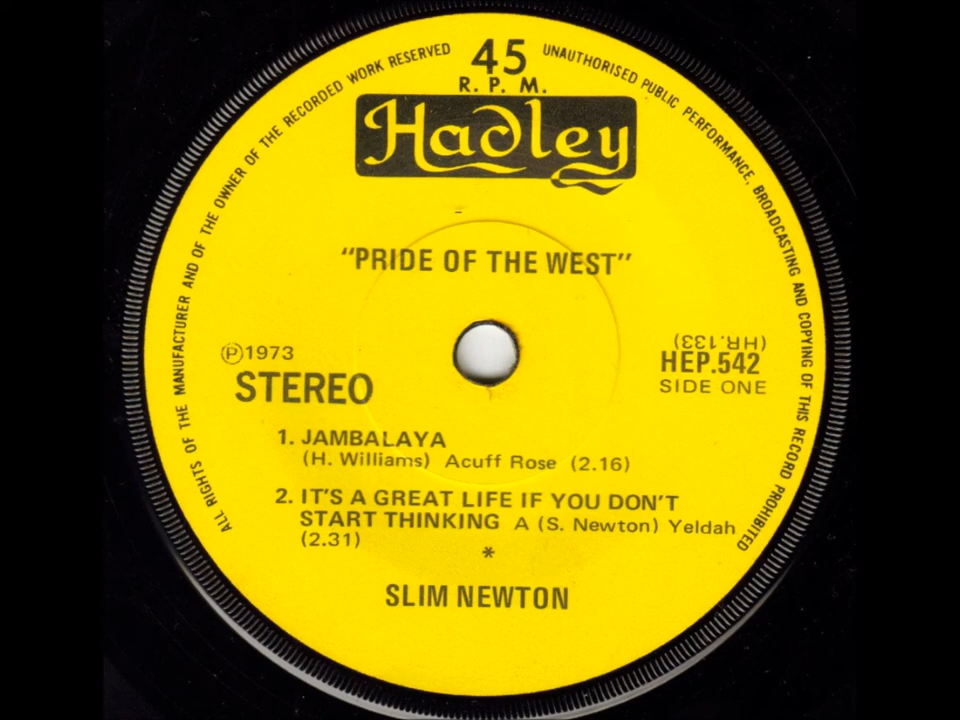 ALL RIGHTS OF THE MANUFACTURER AND OF THE OWNER OF THE RECORDED WORK RESERVED
UNAUTHORISED PUBLIC PERFORMANCE, BROADCASTING AND COPYING OF THIS RECORD PROHIBITED
45
R. P. M.
Hadley
"PRIDE OF THE WEST"
Ⓟ1973
STEREO
(HR.133)
HEP.542
SIDE ONE
1. JAMBALAYA
(H. Williams) Acuff Rose (2.16)
2. IT'S A GREAT LIFE IF YOU DON'T
START THINKING A (S. Newton) Yeldah
(2.31)
*
SLIM NEWTON